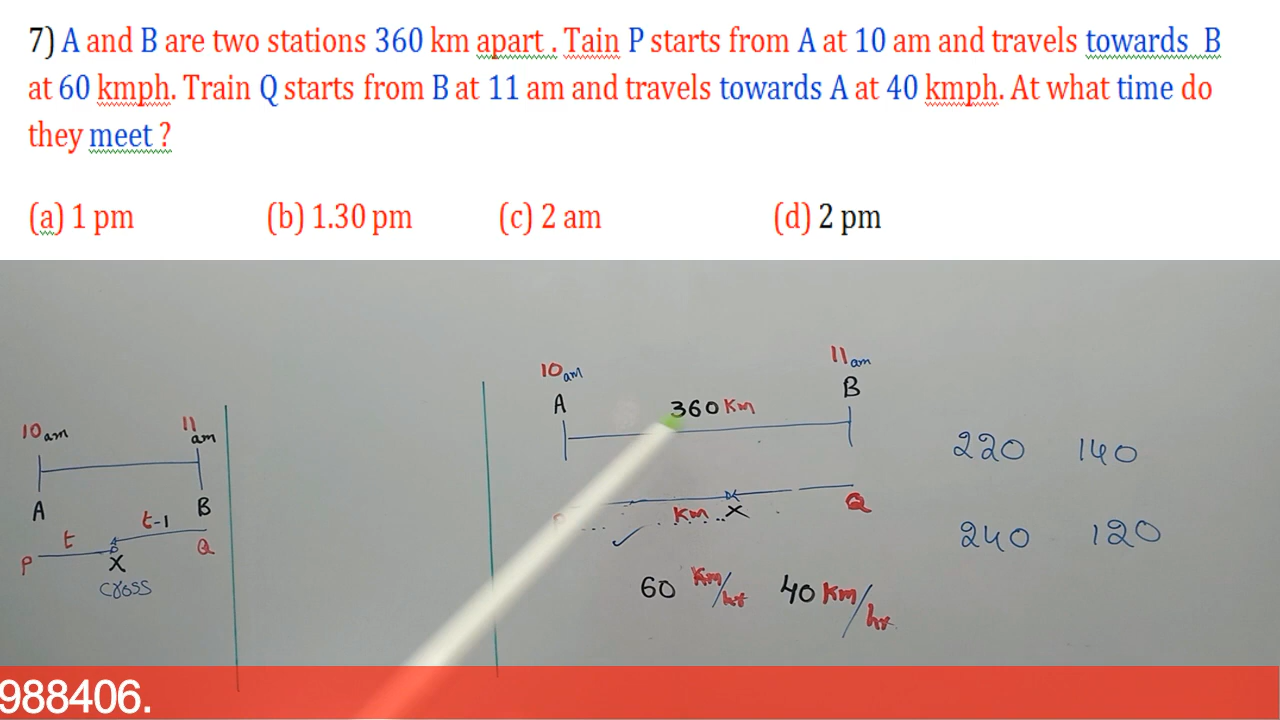 7) A and B are two stations 360 km apart . Tain P starts from A at 10 am and travels towards B
at 60 kmph. Train Q starts from B at 11 am and travels towards A at 40 kmph. At what time do
they meet ?
(a) 1 pm (b) 1.30 pm (c) 2 am (d) 2 pm
10 am 11 am
A B
t t-1
P X Q
cross
10 am 11 am
A B
360 Km
Km X Q
60 Km/hr 40 Km/hr
220 140
240 120
988406.